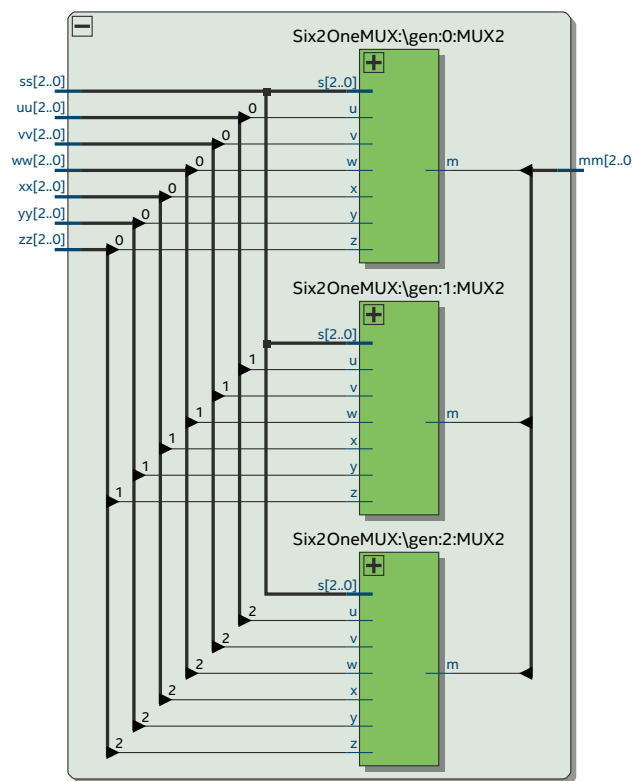 Six2OneMUX:\gen:0:MUX2
ss[2..0] s[2..0]
uu[2..0] 0 u
vv[2..0] 0 v
ww[2..0] 0 w m mm[2..0
xx[2..0] 0 x
yy[2..0] 0 y
zz[2..0] 0 z
Six2OneMUX:\gen:1:MUX2
s[2..0]
1 u
1 v
1 w m
1 x
1 y
1 z
Six2OneMUX:\gen:2:MUX2
s[2..0]
2 u
2 v
2 w m
2 x
2 y
2 z